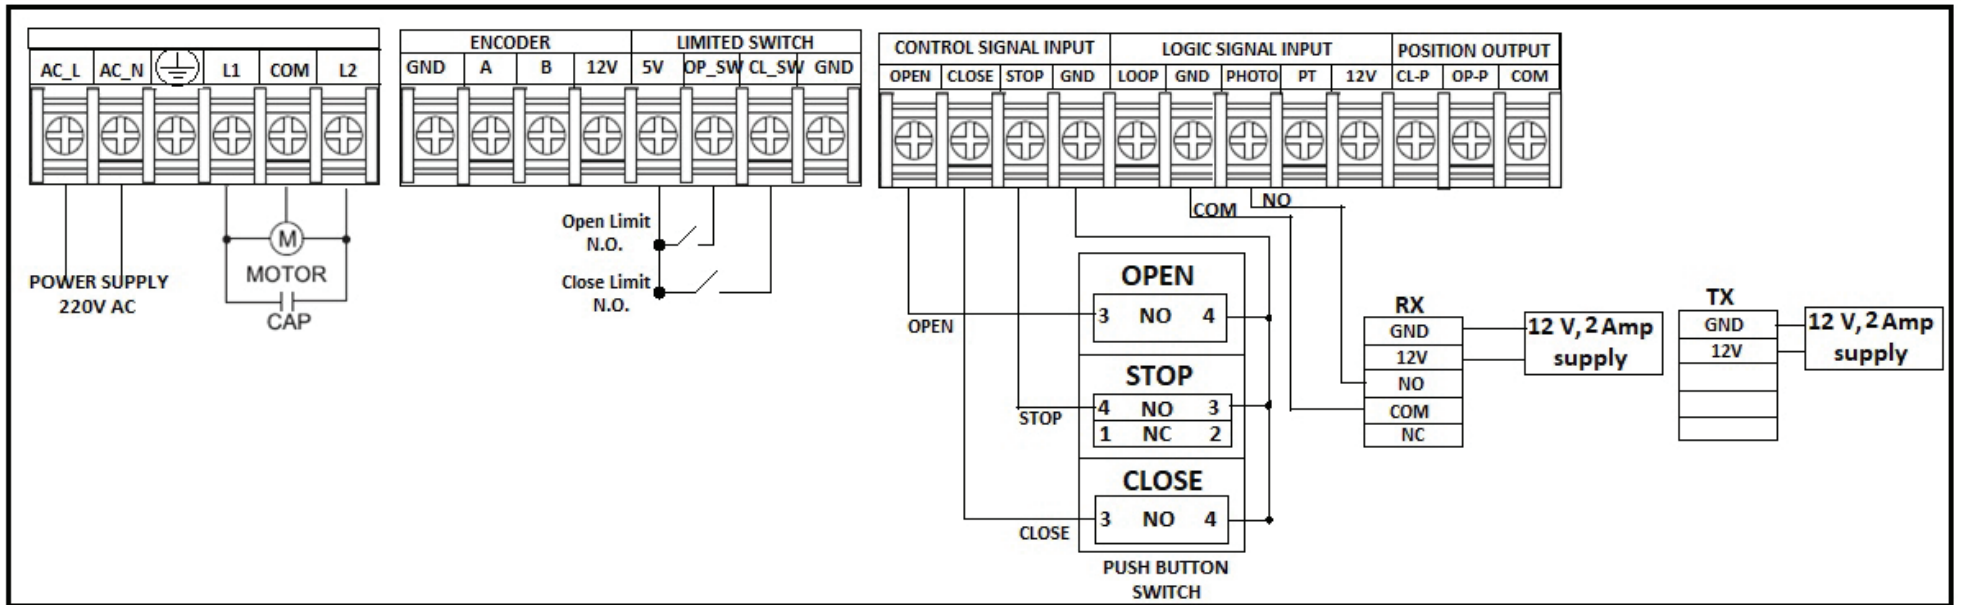 AC_L AC_N L1 COM L2
POWER SUPPLY
220V AC
M
MOTOR
CAP
ENCODER LIMITED SWITCH
GND A B 12V 5V OP_SW CL_SW GND
Open Limit
N.O.
Close Limit
N.O.
CONTROL SIGNAL INPUT LOGIC SIGNAL INPUT POSITION OUTPUT
OPEN CLOSE STOP GND LOOP GND PHOTO PT 12V CL-P OP-P COM
COM NO
OPEN
3 NO 4
OPEN
STOP
4 NO 3
STOP
1 NC 2
CLOSE
3 NO 4
CLOSE
PUSH BUTTON
SWITCH
RX
GND
12V
NO
COM
NC
12 V, 2 Amp
supply
TX
GND
12V
12 V, 2 Amp
supply